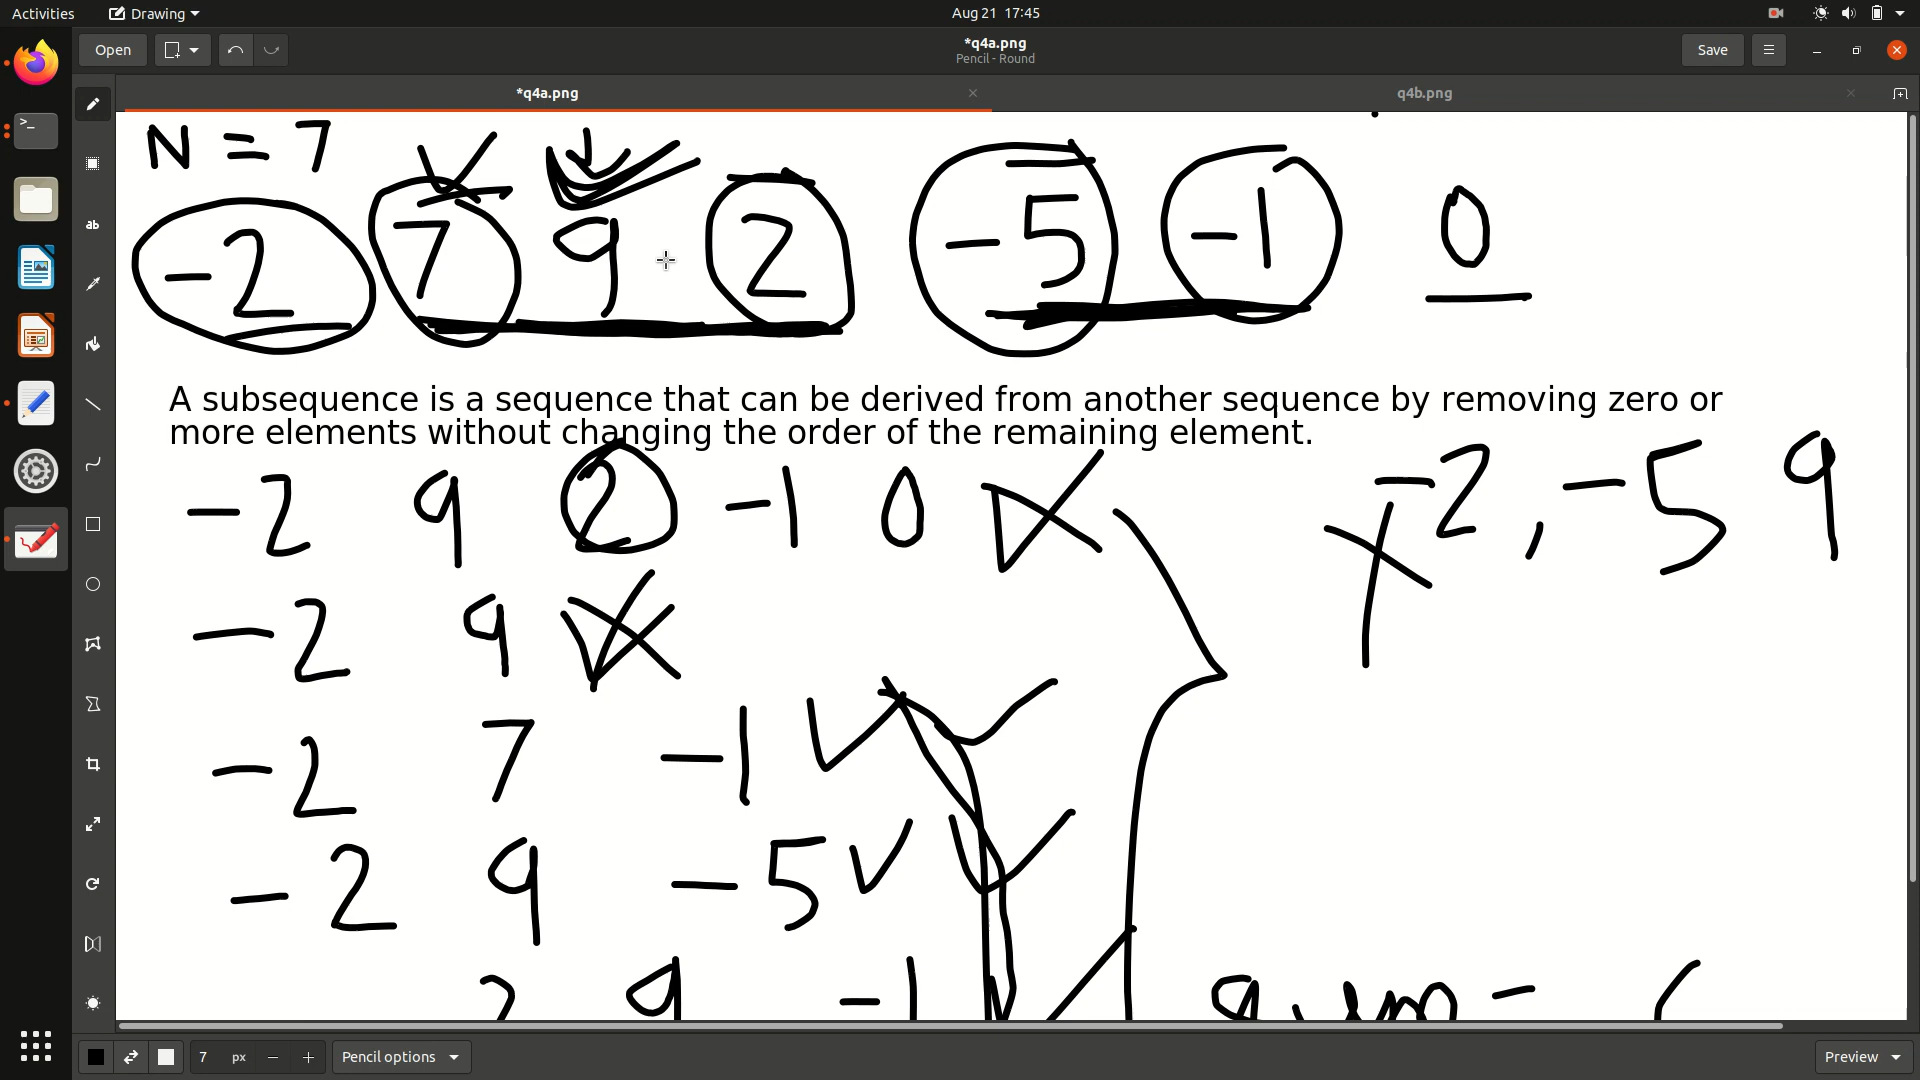 Activities Drawing Aug 21 17:45
Open *q4a.png Save
Pencil - Round
*q4a.png q4b.png
N = 7
-2 7 9 2 -5 -1 0
A subsequence is a sequence that can be derived from another sequence by removing zero or
more elements without changing the order of the remaining element.
-2 9 2 -1 0 -2 , -5 9
-2 9
-2 7 -1
-2 9 -5
9 -1
7 px Pencil options Preview